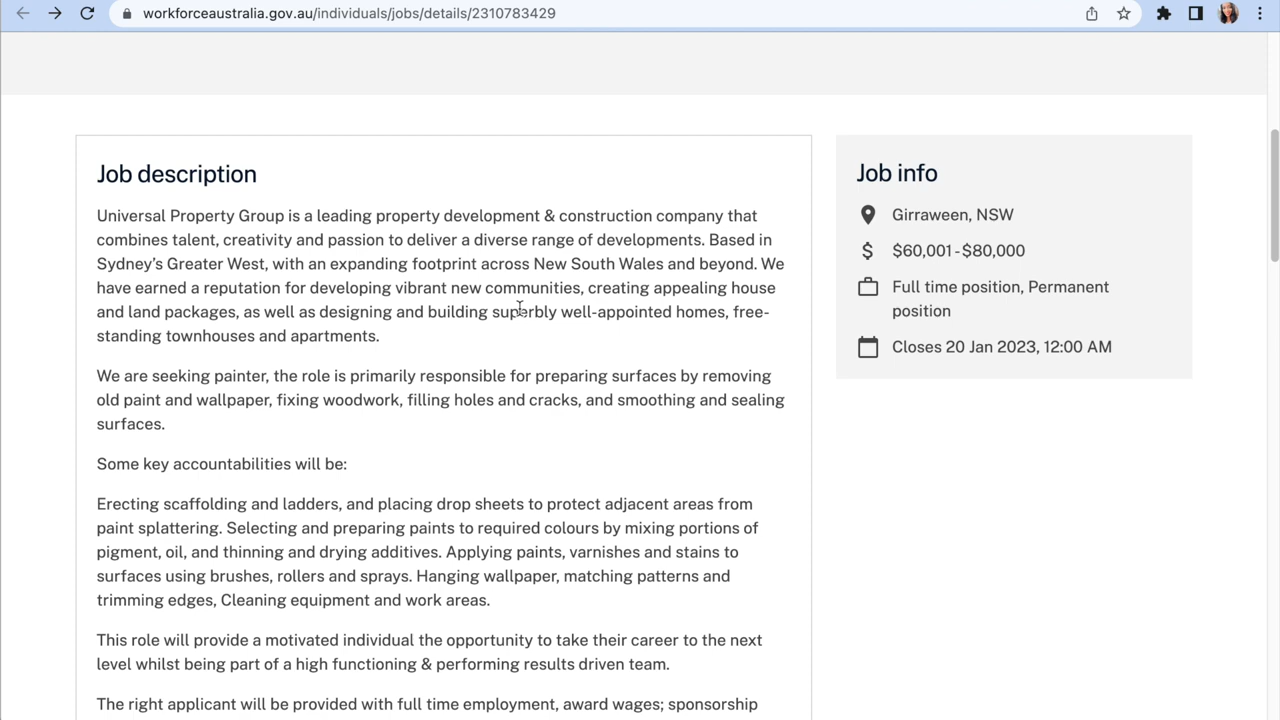 workforceaustralia.gov.au/individuals/jobs/details/2310783429
Job description
Universal Property Group is a leading property development & construction company that
combines talent, creativity and passion to deliver a diverse range of developments. Based in
Sydney’s Greater West, with an expanding footprint across New South Wales and beyond. We
have earned a reputation for developing vibrant new communities, creating appealing house
and land packages, as well as designing and building superbly well-appointed homes, free-
standing townhouses and apartments.
We are seeking painter, the role is primarily responsible for preparing surfaces by removing
old paint and wallpaper, fixing woodwork, filling holes and cracks, and smoothing and sealing
surfaces.
Some key accountabilities will be:
Erecting scaffolding and ladders, and placing drop sheets to protect adjacent areas from
paint splattering. Selecting and preparing paints to required colours by mixing portions of
pigment, oil, and thinning and drying additives. Applying paints, varnishes and stains to
surfaces using brushes, rollers and sprays. Hanging wallpaper, matching patterns and
trimming edges, Cleaning equipment and work areas.
This role will provide a motivated individual the opportunity to take their career to the next
level whilst being part of a high functioning & performing results driven team.
The right applicant will be provided with full time employment, award wages; sponsorship
Job info
Girraween, NSW
$60,001 - $80,000
Full time position, Permanent
position
Closes 20 Jan 2023, 12:00 AM